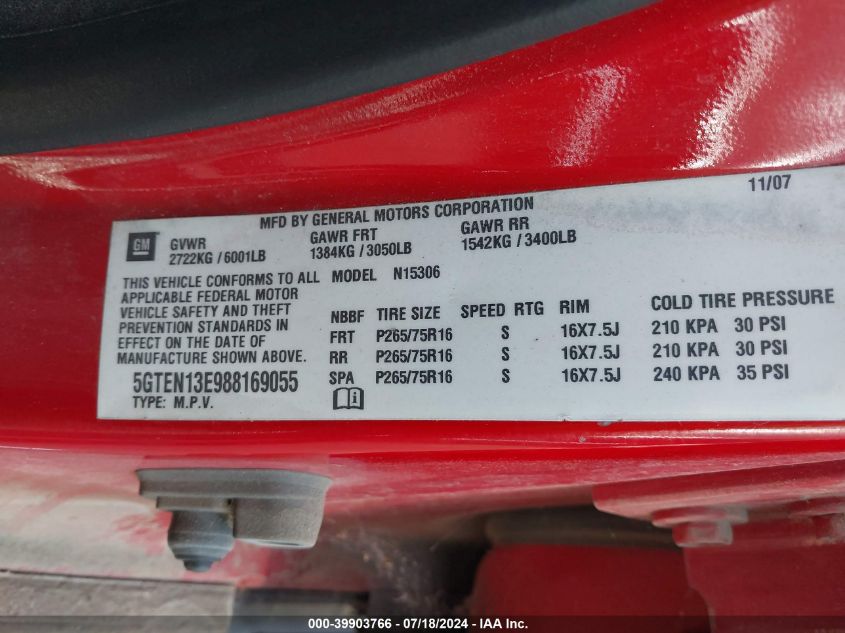 11/07
MFD BY GENERAL MOTORS CORPORATION
GM
GVWR GAWR FRT GAWR RR
2722KG / 6001LB 1384KG / 3050LB 1542KG / 3400LB
THIS VEHICLE CONFORMS TO ALL
APPLICABLE FEDERAL MOTOR
VEHICLE SAFETY AND THEFT
PREVENTION STANDARDS IN
EFFECT ON THE DATE OF
MANUFACTURE SHOWN ABOVE.
5GTEN13E988169055
TYPE: M.P.V.
MODEL N15306
NBBF TIRE SIZE SPEED RTG RIM COLD TIRE PRESSURE
FRT P265/75R16 S 16X7.5J 210 KPA 30 PSI
RR P265/75R16 S 16X7.5J 210 KPA 30 PSI
SPA P265/75R16 S 16X7.5J 240 KPA 35 PSI
000-39903766 - 07/18/2024 - IAAI Inc.